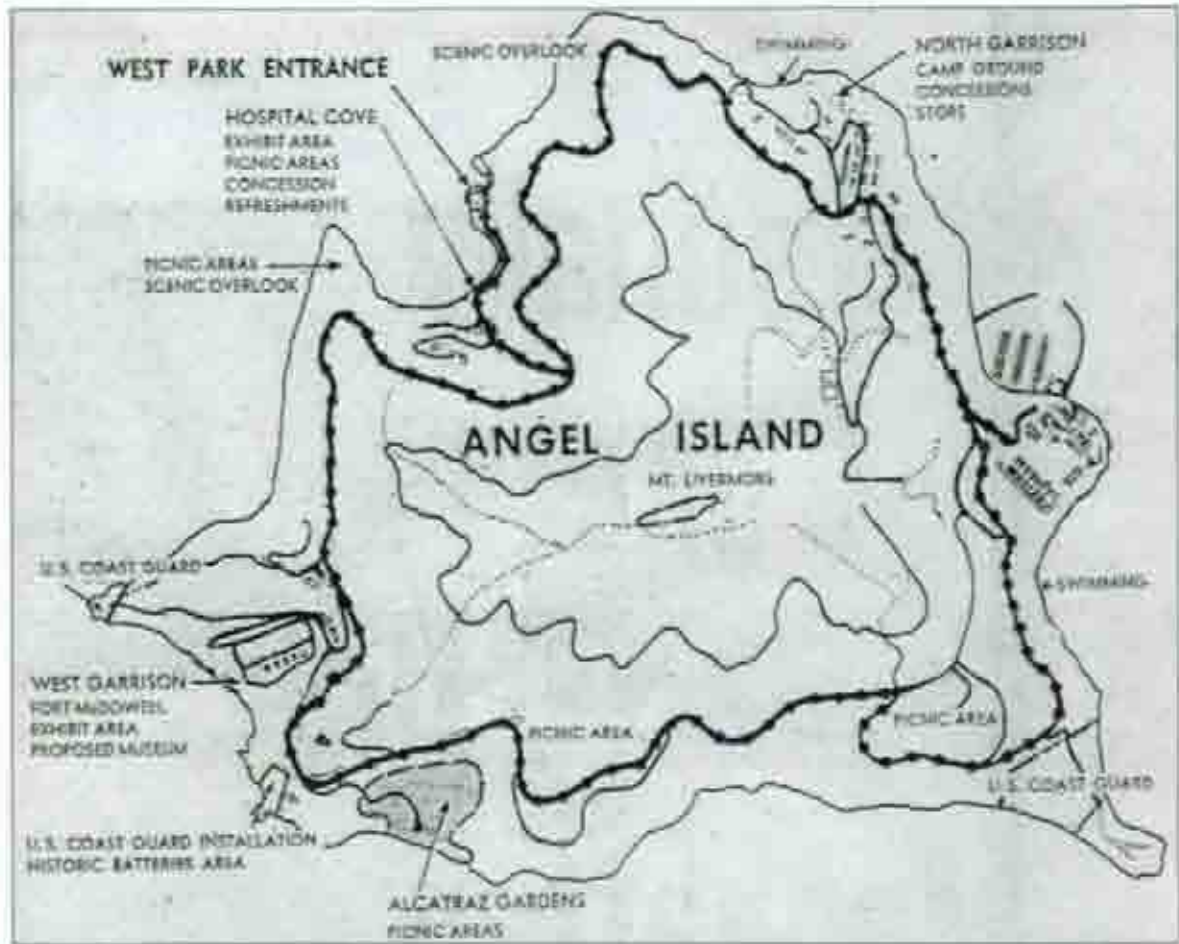 SCENIC OVERLOOK
SWIMMING
NORTH GARRISON
CAMP GROUND
CONCESSIONS
STORS
WEST PARK ENTRANCE
HOSPITAL COVE
EXHIBIT AREA
PICNIC AREAS
CONCESSION
REFRESHMENTS
PICNIC AREAS
SCENIC OVERLOOK
ANGEL ISLAND
MT. LIVERMORE
U.S. COAST GUARD
SWIMMING
WEST GARRISON
FORT McDOWELL
EXHIBIT AREA
PROPOSED MUSEUM
PICNIC AREA
PICNIC AREA
U.S. COAST GUARD
U.S. COAST GUARD INSTALLATION
HISTORIC BATTERIES AREA
ALCATRAZ GARDENS
PICNIC AREAS